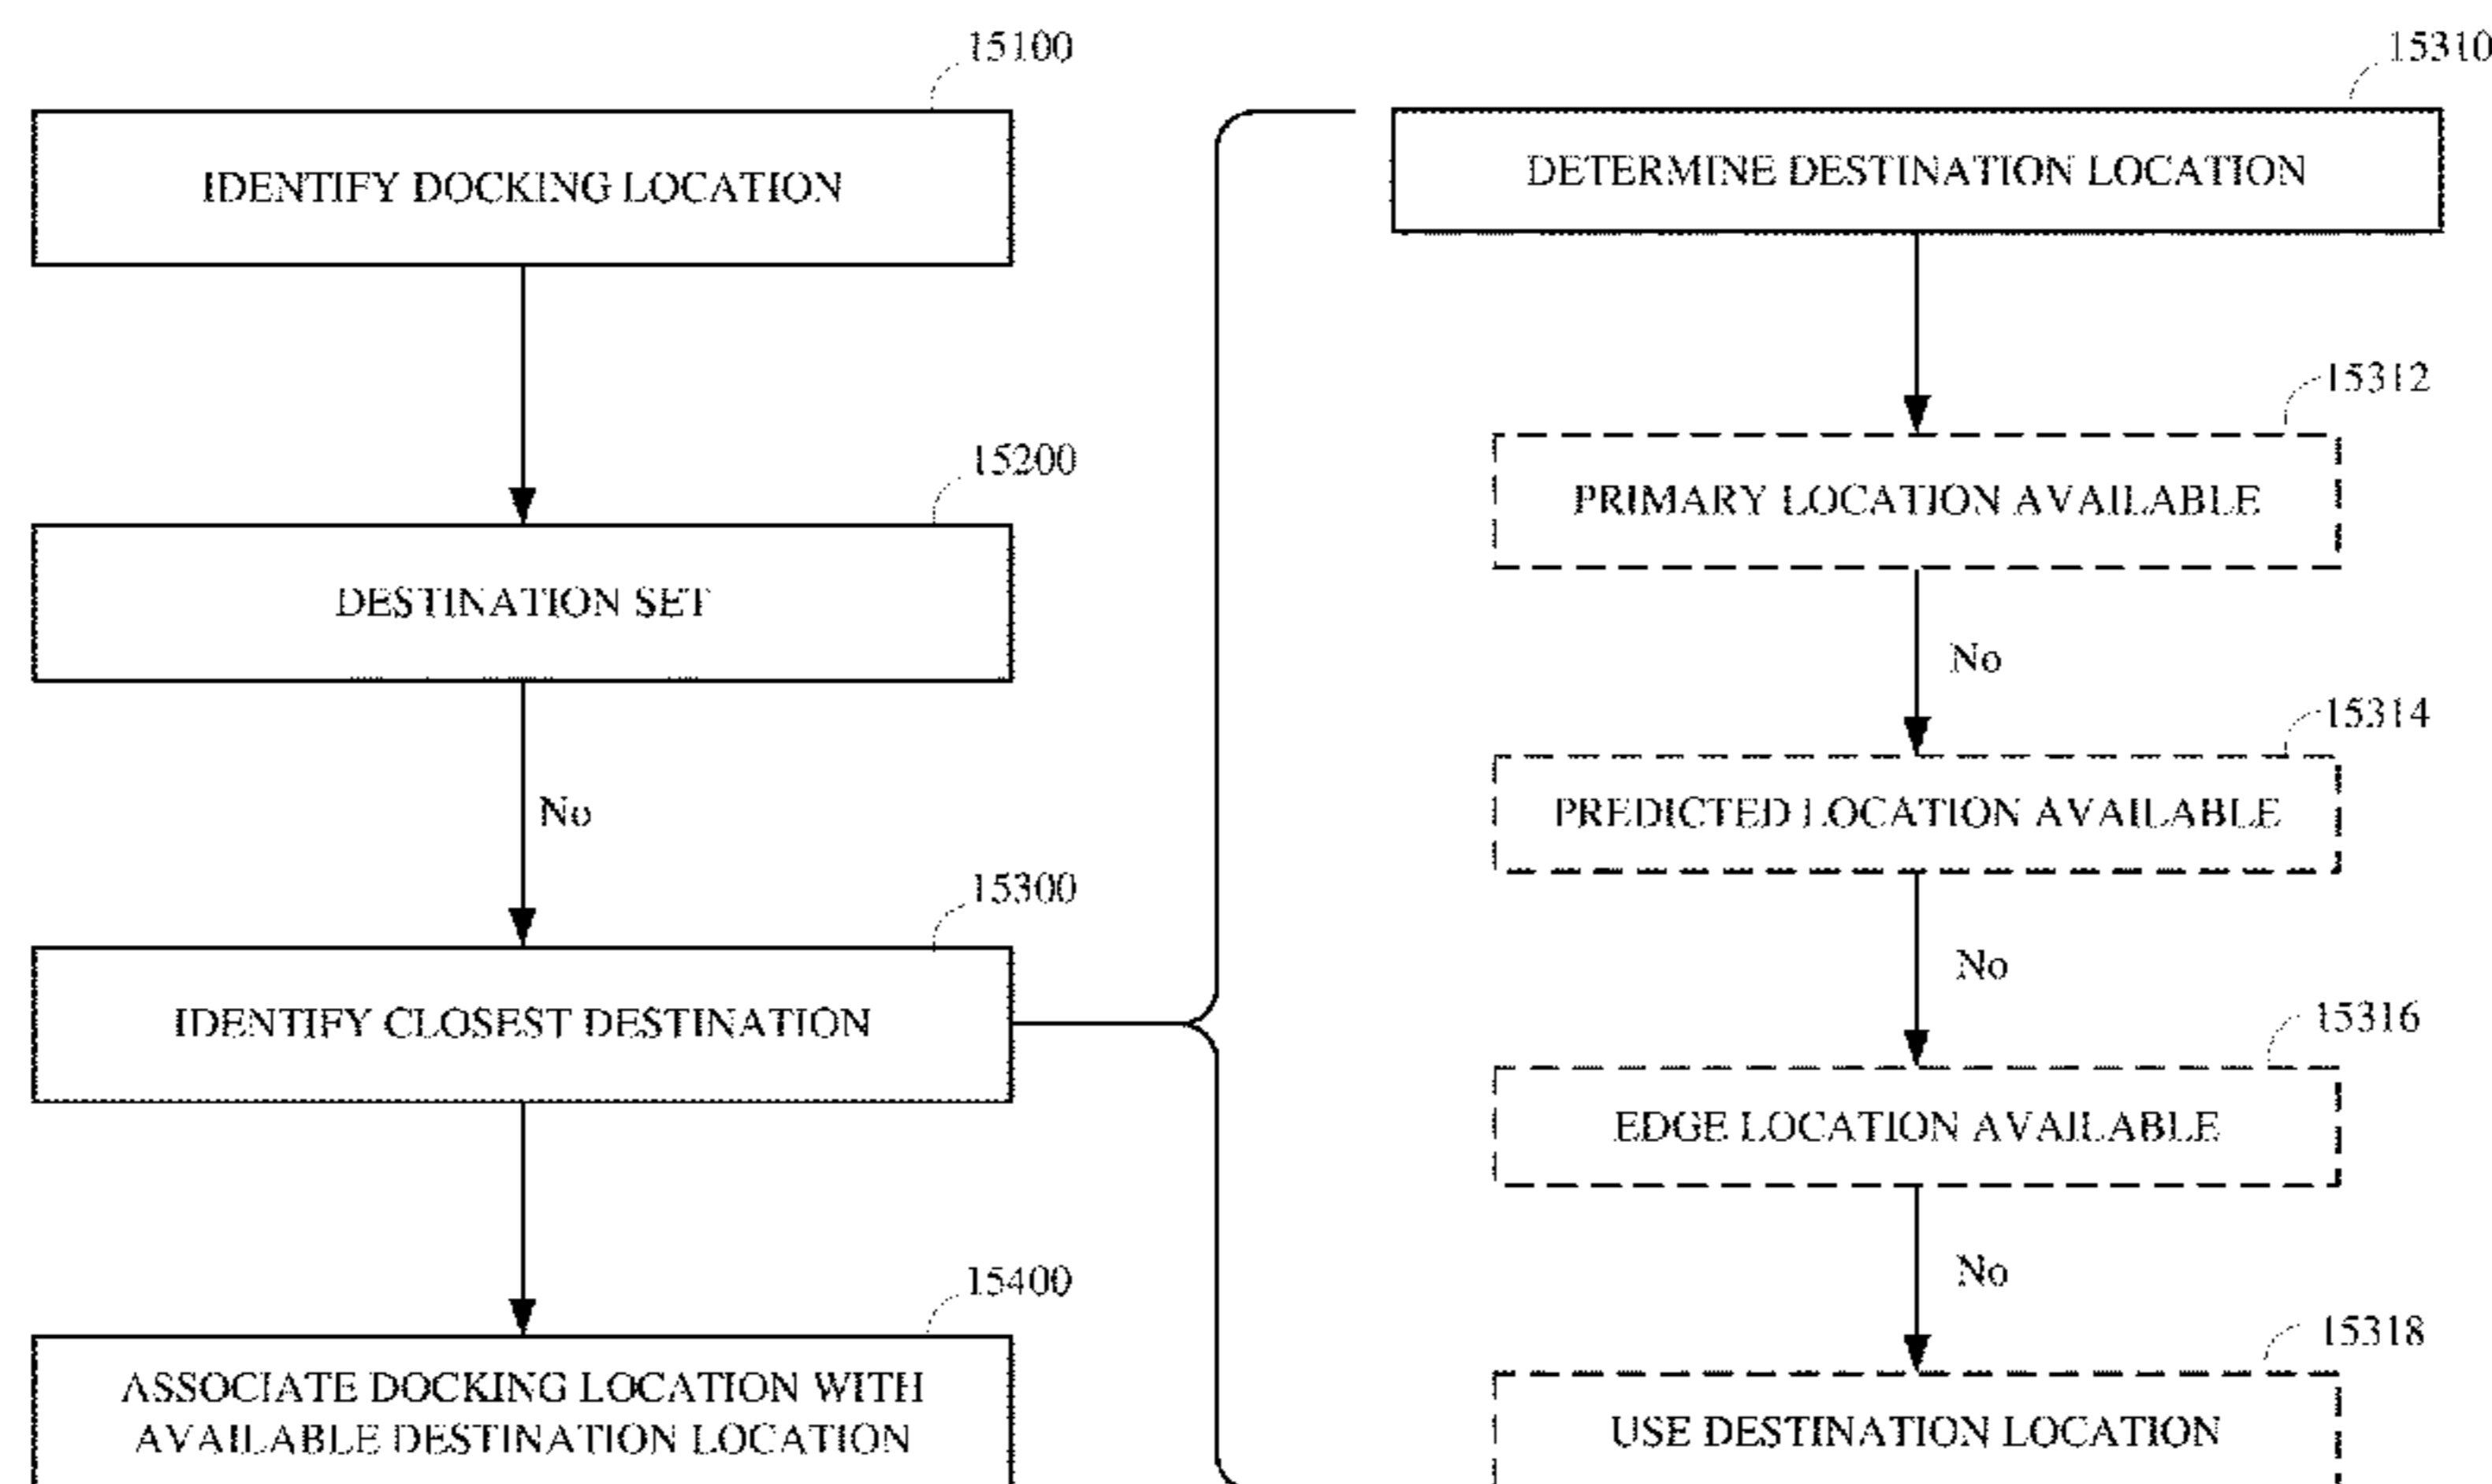 15100
IDENTIFY DOCKING LOCATION
15200
DESTINATION SET
No
15300
IDENTIFY CLOSEST DESTINATION
15400
ASSOCIATE DOCKING LOCATION WITH
AVAILABLE DESTINATION LOCATION
15310
DETERMINE DESTINATION LOCATION
15312
PRIMARY LOCATION AVAILABLE
No
15314
PREDICTED LOCATION AVAILABLE
No
15316
EDGE LOCATION AVAILABLE
No
15318
USE DESTINATION LOCATION